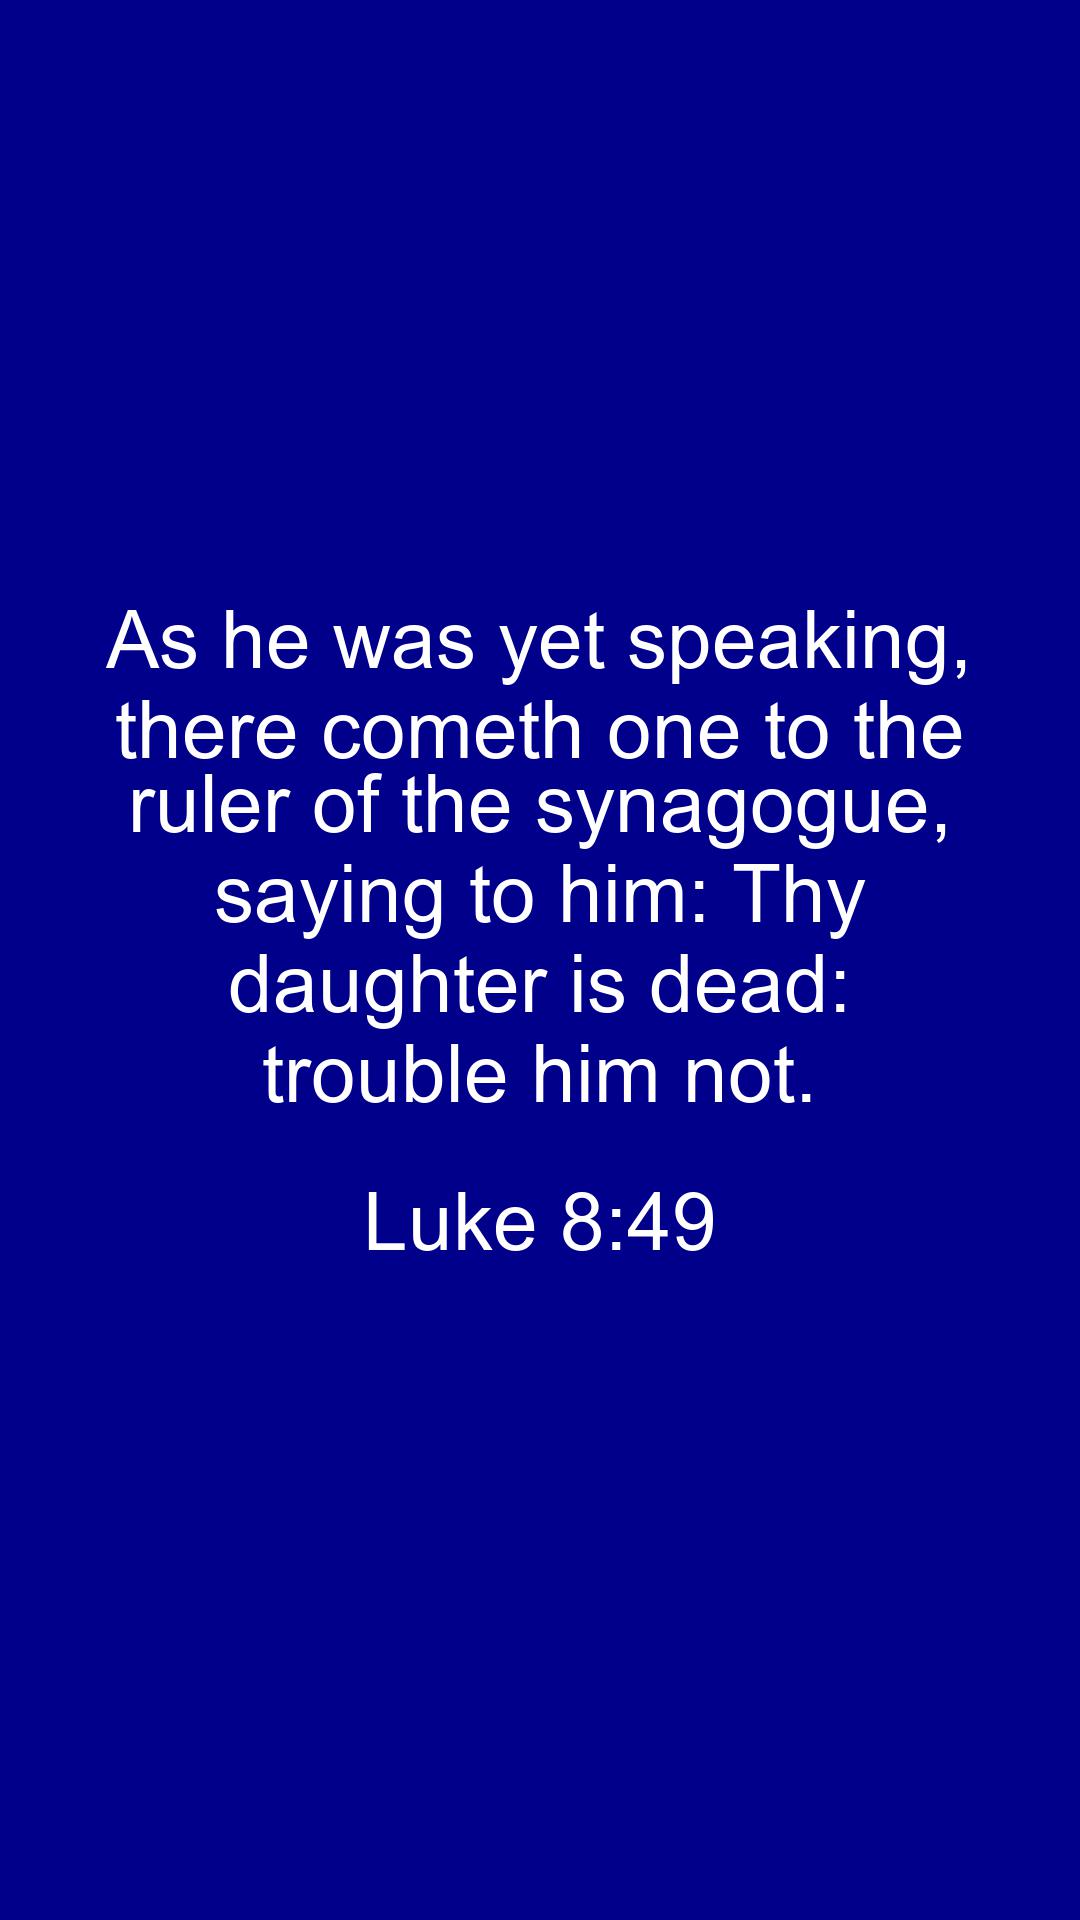 As he was yet speaking,
there cometh one to the
ruler of the synagogue,
saying to him: Thy
daughter is dead:
trouble him not.
Luke 8:49